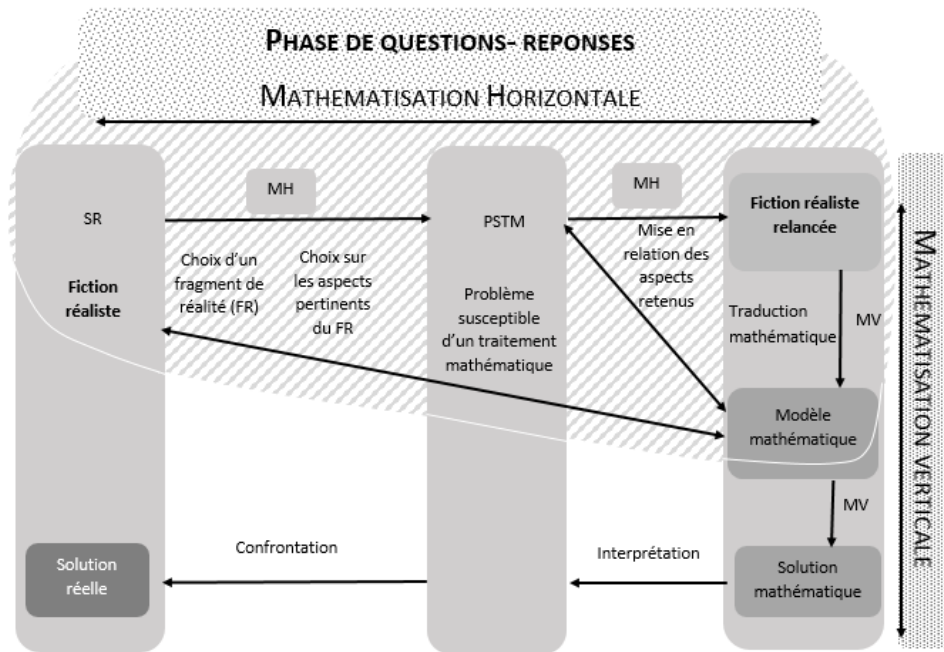 PHASE DE QUESTIONS- REPONSES
MATHEMATISATION HORIZONTALE
MH
MH
SR
Fiction
réaliste
Choix d’un
fragment de
réalité (FR)
Choix sur
les aspects
pertinents
du FR
PSTM
Problème
susceptible
d’un traitement
mathématique
Mise en
relation des
aspects
retenus
Fiction réaliste
relancée
Traduction
mathématique
MV
Modèle
mathématique
MV
Solution
mathématique
Interprétation
Confrontation
Solution
réelle
MATHEMATISATION VERTICALE